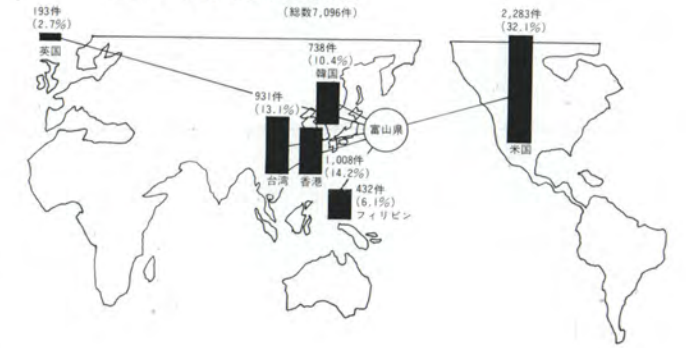 (総数7,096件)
193件
(2.7%)
英国
2,283件
(32.1%)
米国
738件
(10.4%)
韓国
931件
(13.1%)
台湾
富山県
1,008件
(14.2%)
香港
432件
(6.1%)
フィリピン